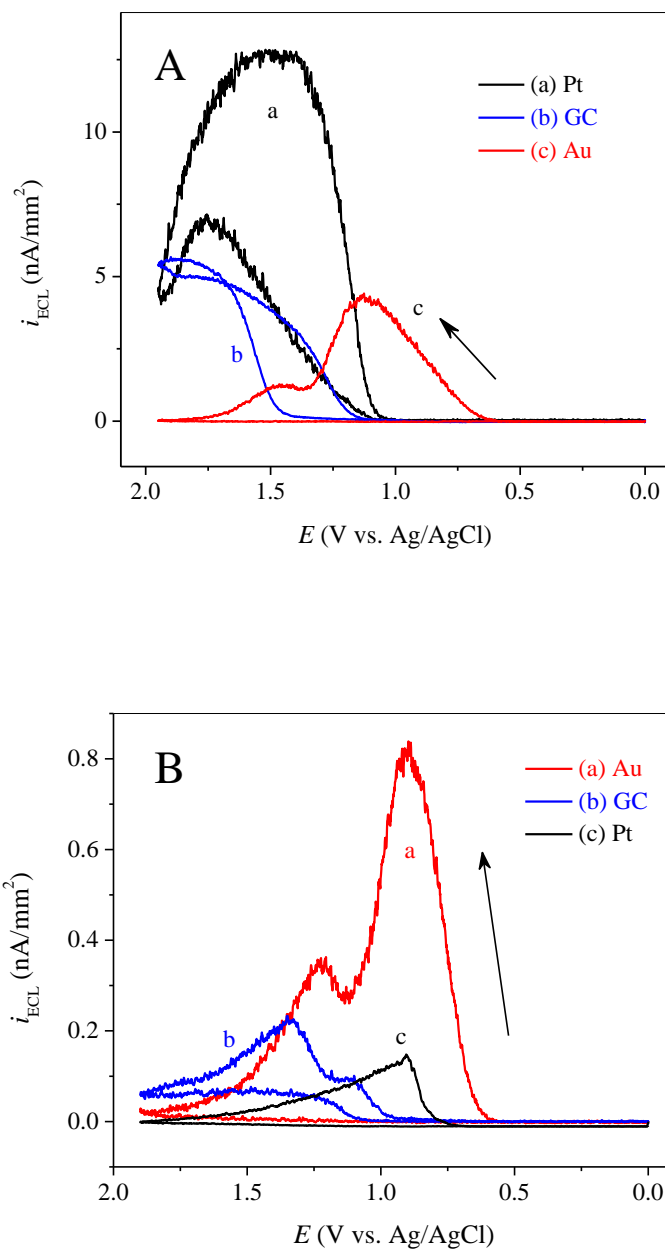 A
(a) Pt
(b) GC
(c) Au
a
b
c
10
5
0
i_ECL (nA/mm²)
2.0 1.5 1.0 0.5 0.0
E (V vs. Ag/AgCl)
B
(a) Au
(b) GC
(c) Pt
a
b
c
0.8
0.6
0.4
0.2
0.0
i_ECL (nA/mm²)
2.0 1.5 1.0 0.5 0.0
E (V vs. Ag/AgCl)